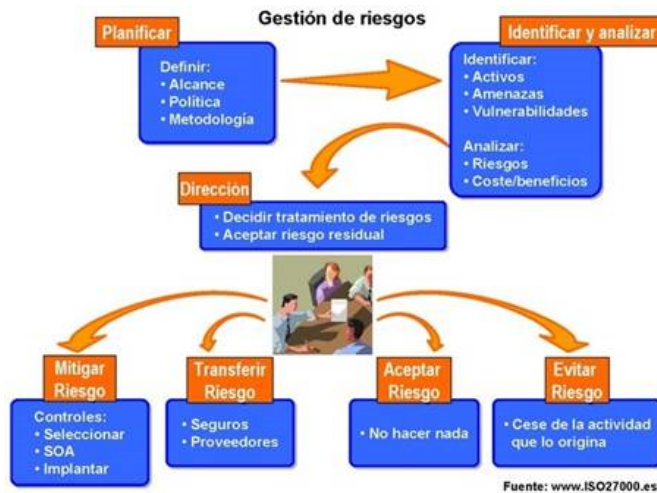 Gestión de riesgos
Planificar
Definir:
• Alcance
• Política
• Metodología
Identificar y analizar
Identificar:
• Activos
• Amenazas
• Vulnerabilidades
Analizar:
• Riesgos
• Coste/beneficios
Dirección
• Decidir tratamiento de riesgos
• Aceptar riesgo residual
Mitigar
Riesgo
Controles:
• Seleccionar
• SOA
• Implantar
Transferir
Riesgo
• Seguros
• Proveedores
Aceptar
Riesgo
• No hacer nada
Evitar
Riesgo
• Cese de la actividad
que lo origina
Fuente: www.ISO27000.es